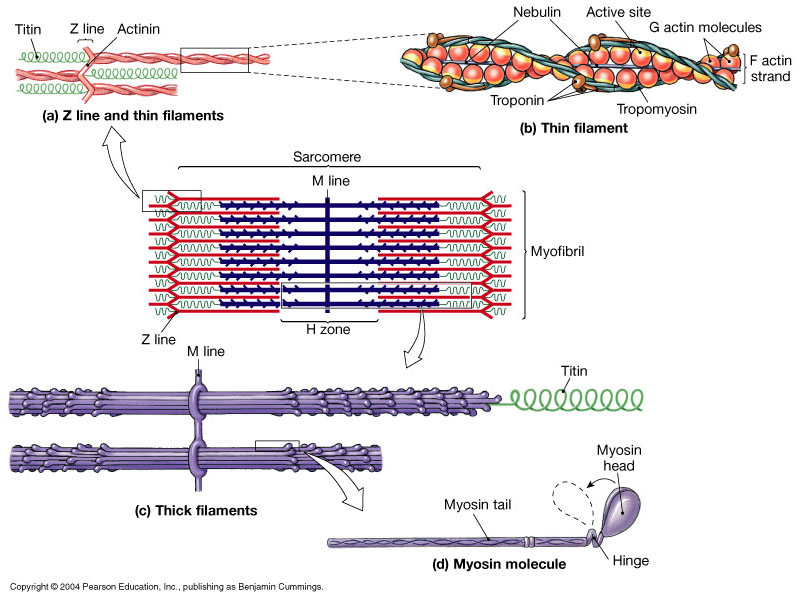 Titin
Z line
Actinin
(a) Z line and thin filaments
Nebulin
Active site
G actin molecules
F actin
strand
Troponin
Tropomyosin
(b) Thin filament
Sarcomere
M line
Myofibril
H zone
Z line
M line
Titin
(c) Thick filaments
Myosin
head
Myosin tail
Hinge
(d) Myosin molecule
Copyright © 2004 Pearson Education, Inc., publishing as Benjamin Cummings.